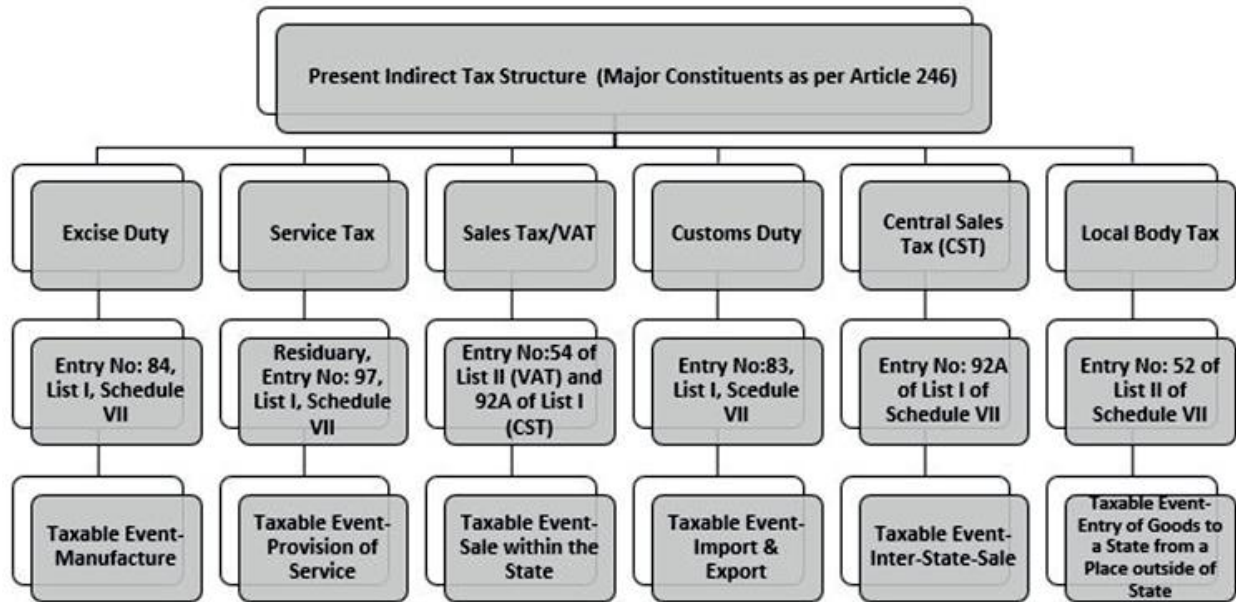 Present Indirect Tax Structure (Major Constituents as per Article 246)
Excise Duty
Service Tax
Sales Tax/VAT
Customs Duty
Central Sales
Tax (CST)
Local Body Tax
Entry No: 84,
List I, Schedule
VII
Residuary,
Entry No: 97,
List I, Schedule
VII
Entry No:54 of
List II (VAT) and
92A of List I
(CST)
Entry No:83,
List I, Scedule
VII
Entry No: 92A
of List I of
Schedule VII
Entry No: 52 of
List II of
Schedule VII
Taxable Event-
Manufacture
Taxable Event-
Provision of
Service
Taxable Event-
Sale within the
State
Taxable Event-
Import &
Export
Taxable Event-
Inter-State-Sale
Taxable Event-
Entry of Goods to
a State from a
Place outside of
State